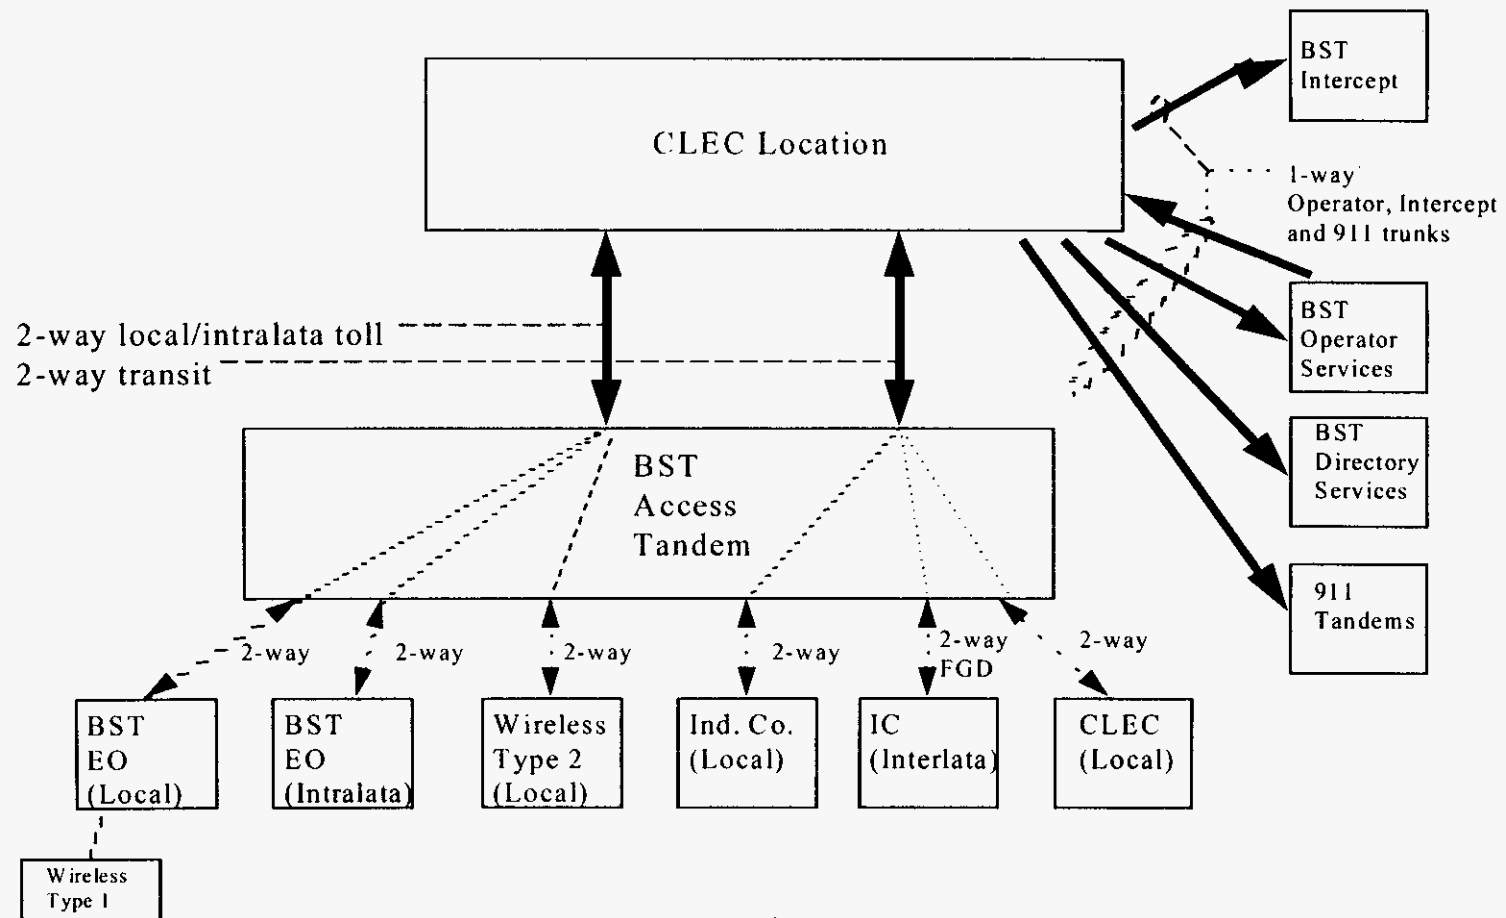 BST
Intercept
CLEC Location
1-way
Operator, Intercept
and 911 trunks
BST
Operator
Services
2-way local/intralata toll
2-way transit
BST
Directory
Services
BST
Access
Tandem
911
Tandems
2-way
2-way
2-way
2-way
2-way
FGD
2-way
BST
EO
(Local)
BST
EO
(Intralata)
Wireless
Type 2
(Local)
Ind. Co.
(Local)
IC
(Interlata)
CLEC
(Local)
Wireless
Type 1